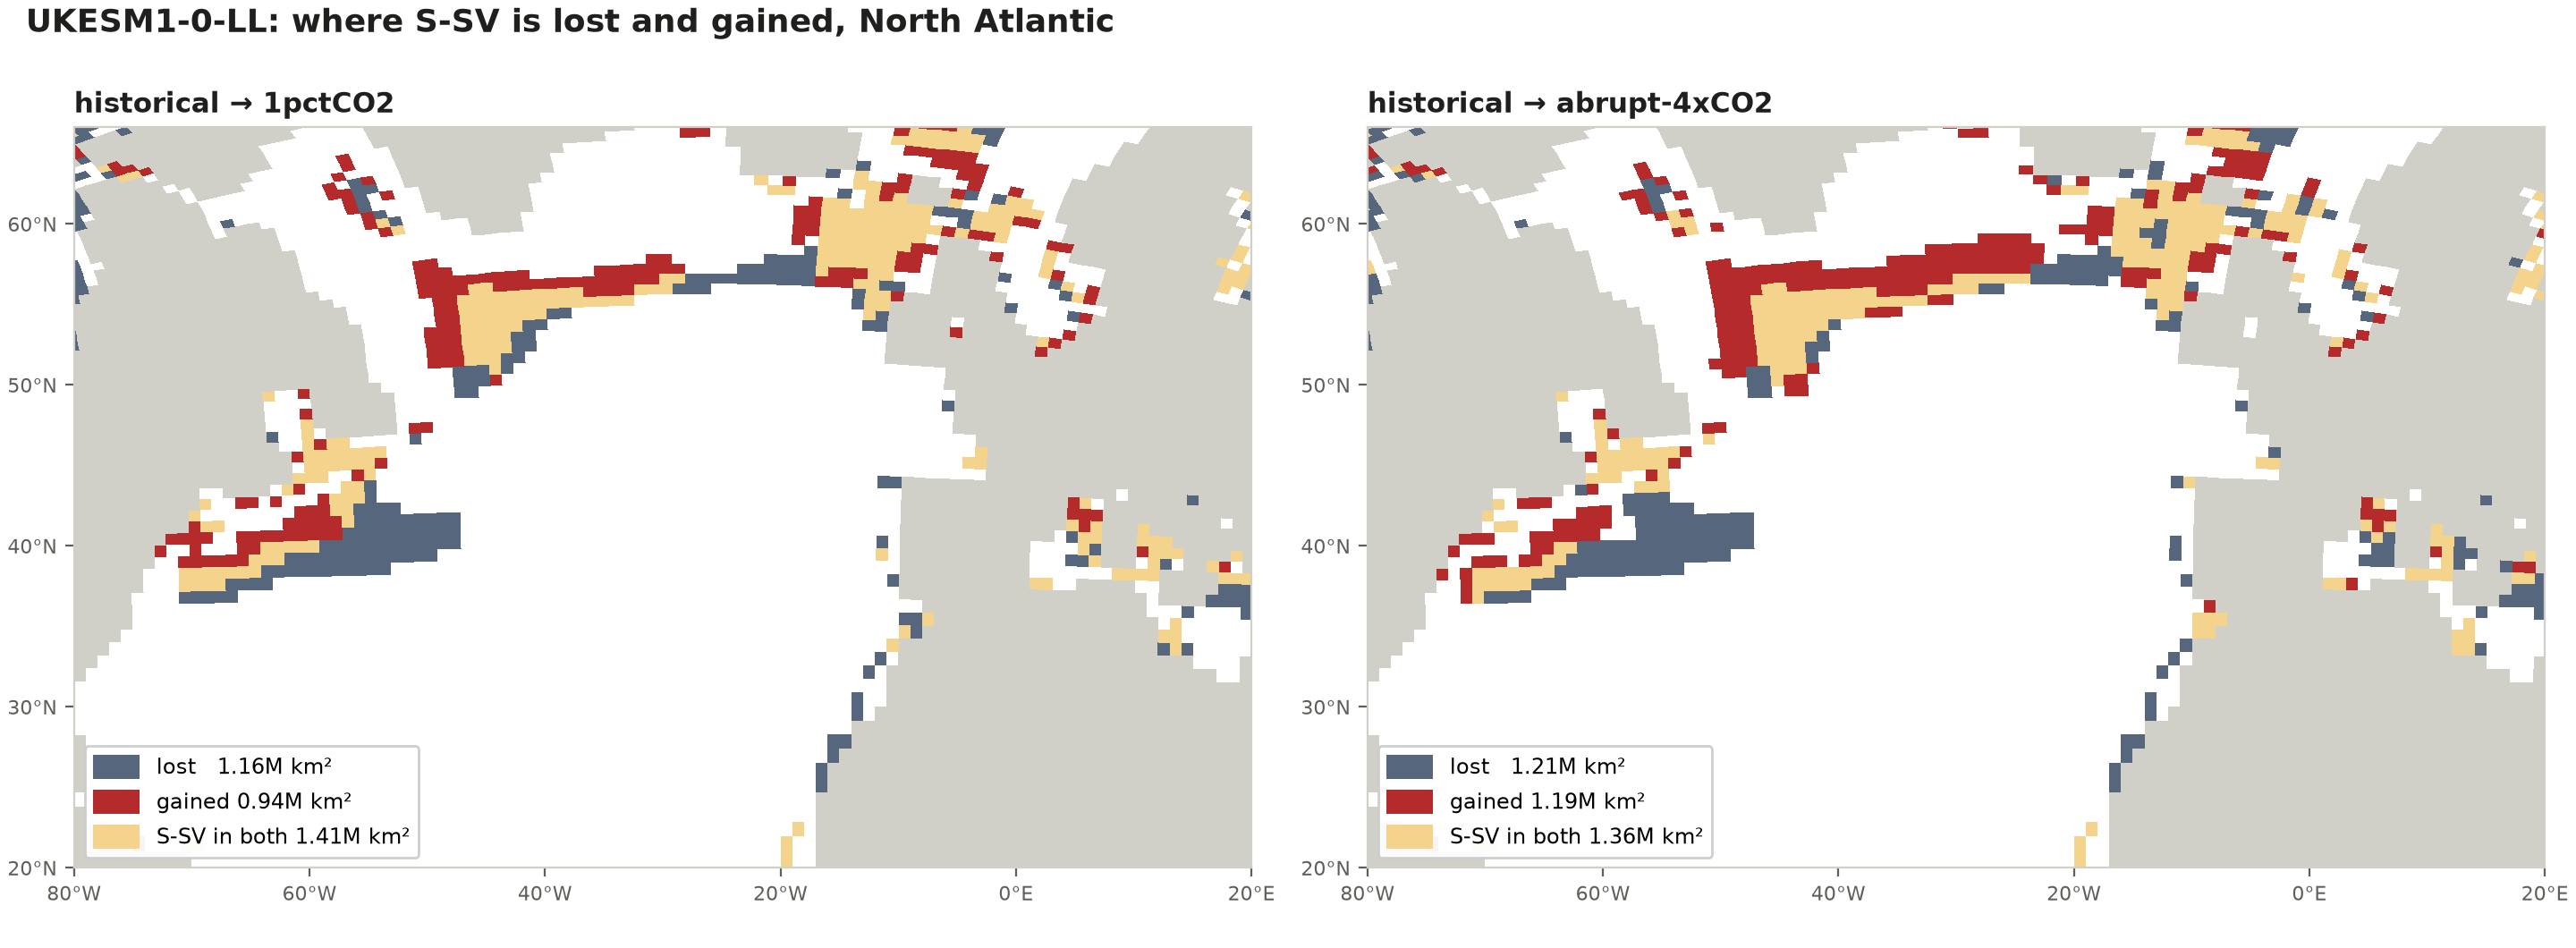 UKESM1-0-LL: where S-SV is lost and gained, North Atlantic
historical → 1pctCO2
60°N
50°N
40°N
30°N
20°N
80°W
60°W
40°W
20°W
0°E
20°E
lost 1.16M km²
gained 0.94M km²
S-SV in both 1.41M km²
historical → abrupt-4xCO2
60°N
50°N
40°N
30°N
20°N
80°W
60°W
40°W
20°W
0°E
20°E
lost 1.21M km²
gained 1.19M km²
S-SV in both 1.36M km²